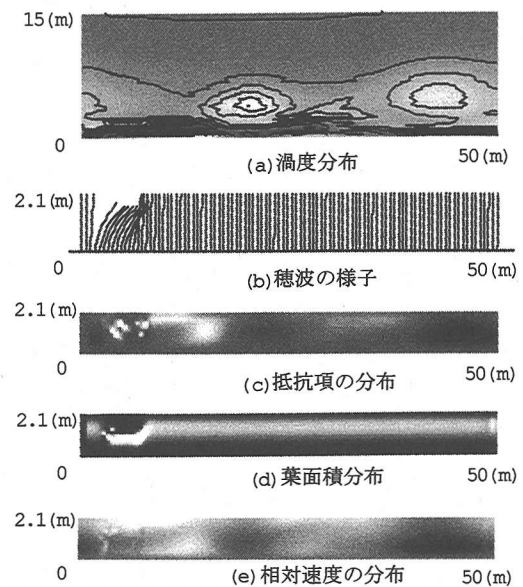 15(m)
0
50(m)
(a)渦度分布
2.1(m)
0
50(m)
(b)穂波の様子
2.1(m)
0
50(m)
(c)抵抗項の分布
2.1(m)
0
50(m)
(d)葉面積分布
2.1(m)
0
50(m)
(e)相対速度の分布